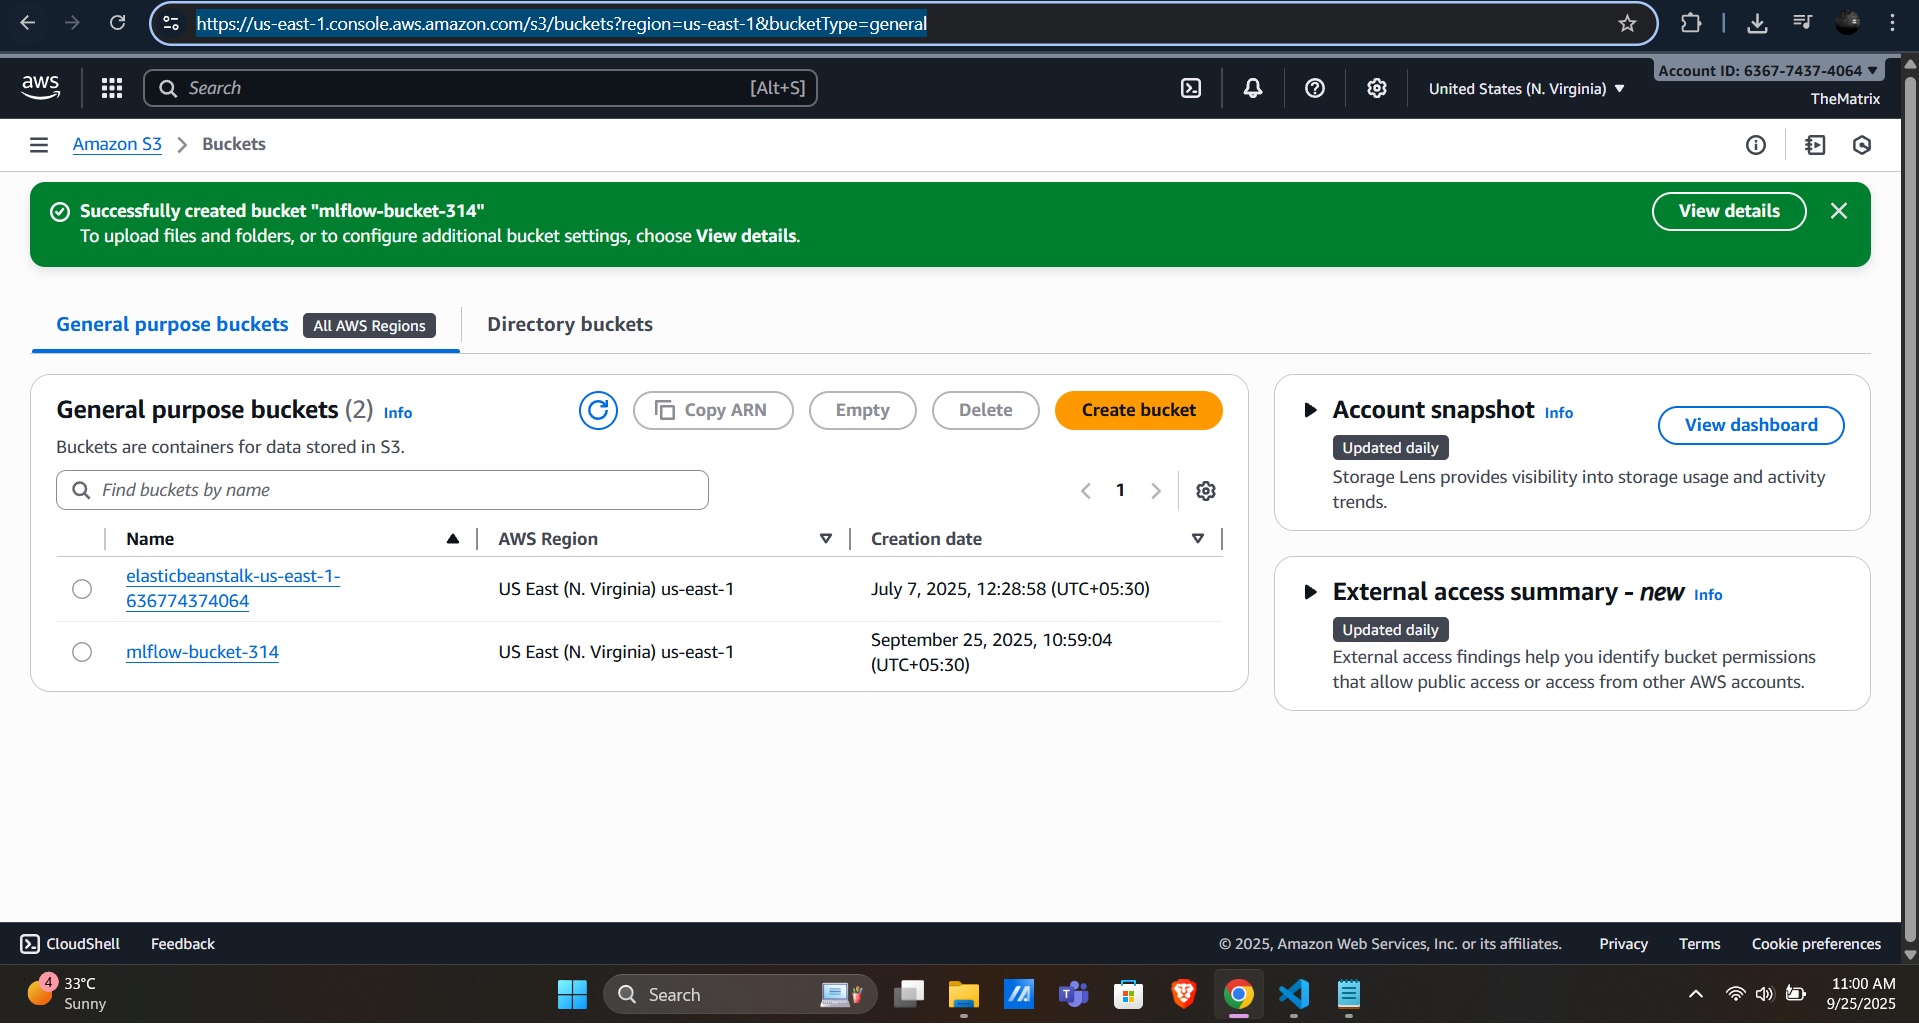 https://us-east-1.console.aws.amazon.com/s3/buckets?region=us-east-1&bucketType=general
aws
Search
[Alt+S]
United States (N. Virginia)
Account ID: 6367-7437-4064
TheMatrix
Amazon S3
Buckets
Successfully created bucket "mlflow-bucket-314"
To upload files and folders, or to configure additional bucket settings, choose View details.
View details
General purpose buckets
All AWS Regions
Directory buckets
General purpose buckets (2) Info
Copy ARN
Empty
Delete
Create bucket
Buckets are containers for data stored in S3.
Find buckets by name
1
Name
AWS Region
Creation date
elasticbeanstalk-us-east-1-
636774374064
US East (N. Virginia) us-east-1
July 7, 2025, 12:28:58 (UTC+05:30)
mlflow-bucket-314
US East (N. Virginia) us-east-1
September 25, 2025, 10:59:04
(UTC+05:30)
Account snapshot Info
View dashboard
Updated daily
Storage Lens provides visibility into storage usage and activity
trends.
External access summary - new Info
Updated daily
External access findings help you identify bucket permissions
that allow public access or access from other AWS accounts.
CloudShell
Feedback
© 2025, Amazon Web Services, Inc. or its affiliates.
Privacy
Terms
Cookie preferences
4
33°C
Sunny
Search
11:00 AM
9/25/2025